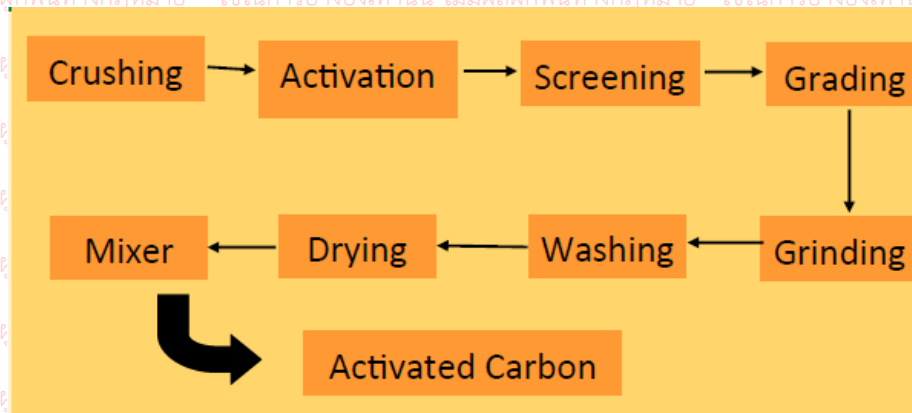 Crushing
Activation
Screening
Grading
Grinding
Washing
Drying
Mixer
Activated Carbon